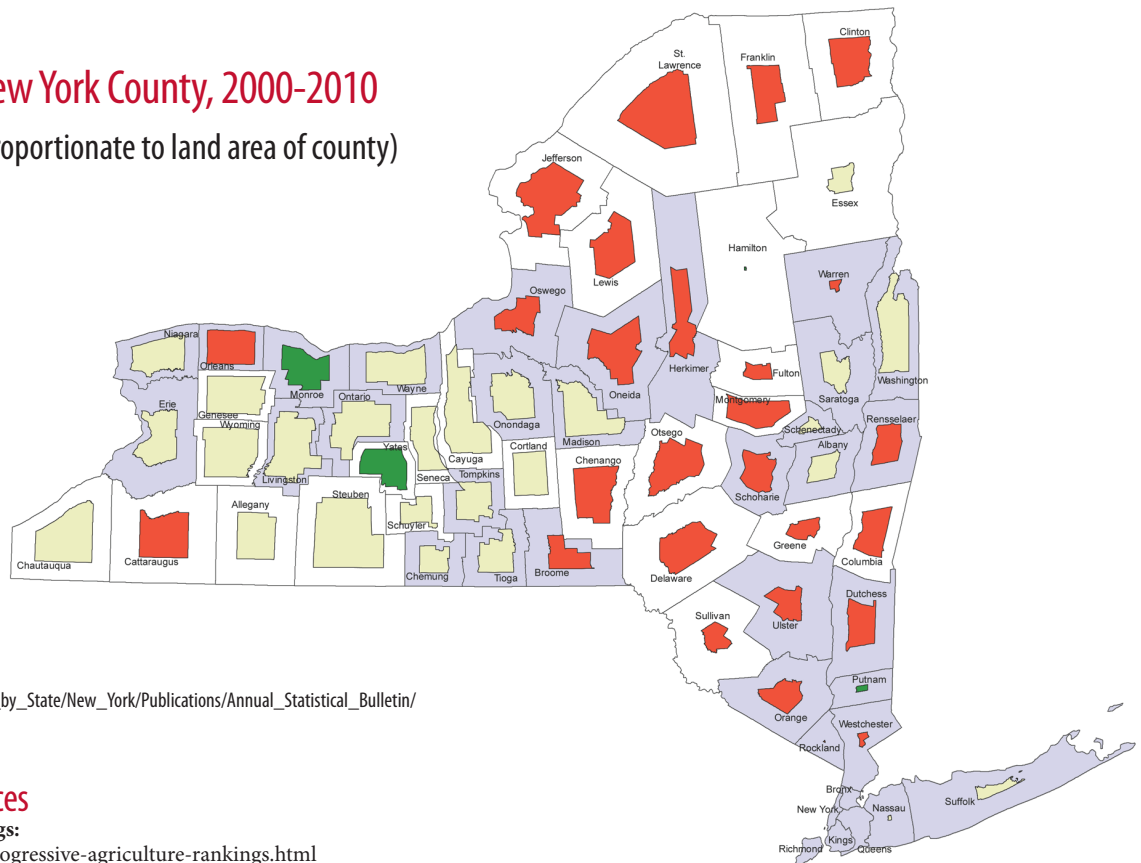 ew York County, 2000-2010
roportionate to land area of county)
Clinton
St.
Lawrence
Franklin
Jefferson
Essex
Hamilton
Lewis
Warren
Oswego
Niagara
Orleans
Herkimer
Fulton
Washington
Monroe
Ontario
Wayne
Oneida
Montgomery
Saratoga
Erie
Genesee
Wyoming
Onondaga
Madison
Otsego
Schenectady
Rensselaer
Albany
Yates
Cayuga
Cortland
Chenango
Livingston
Seneca
Tompkins
Schoharie
Allegany
Steuben
Schuyler
Greene
Columbia
Chautauqua
Cattaraugus
Chemung
Tioga
Broome
Delaware
Dutchess
Sullivan
Ulster
Putnam
_by_State/New_York/Publications/Annual_Statistical_Bulletin/
Orange
Westchester
Rockland
Bronx
Suffolk
New York
Nassau
Kings
Richmond
Queens
ces
gs:
ogressive-agriculture-rankings.html